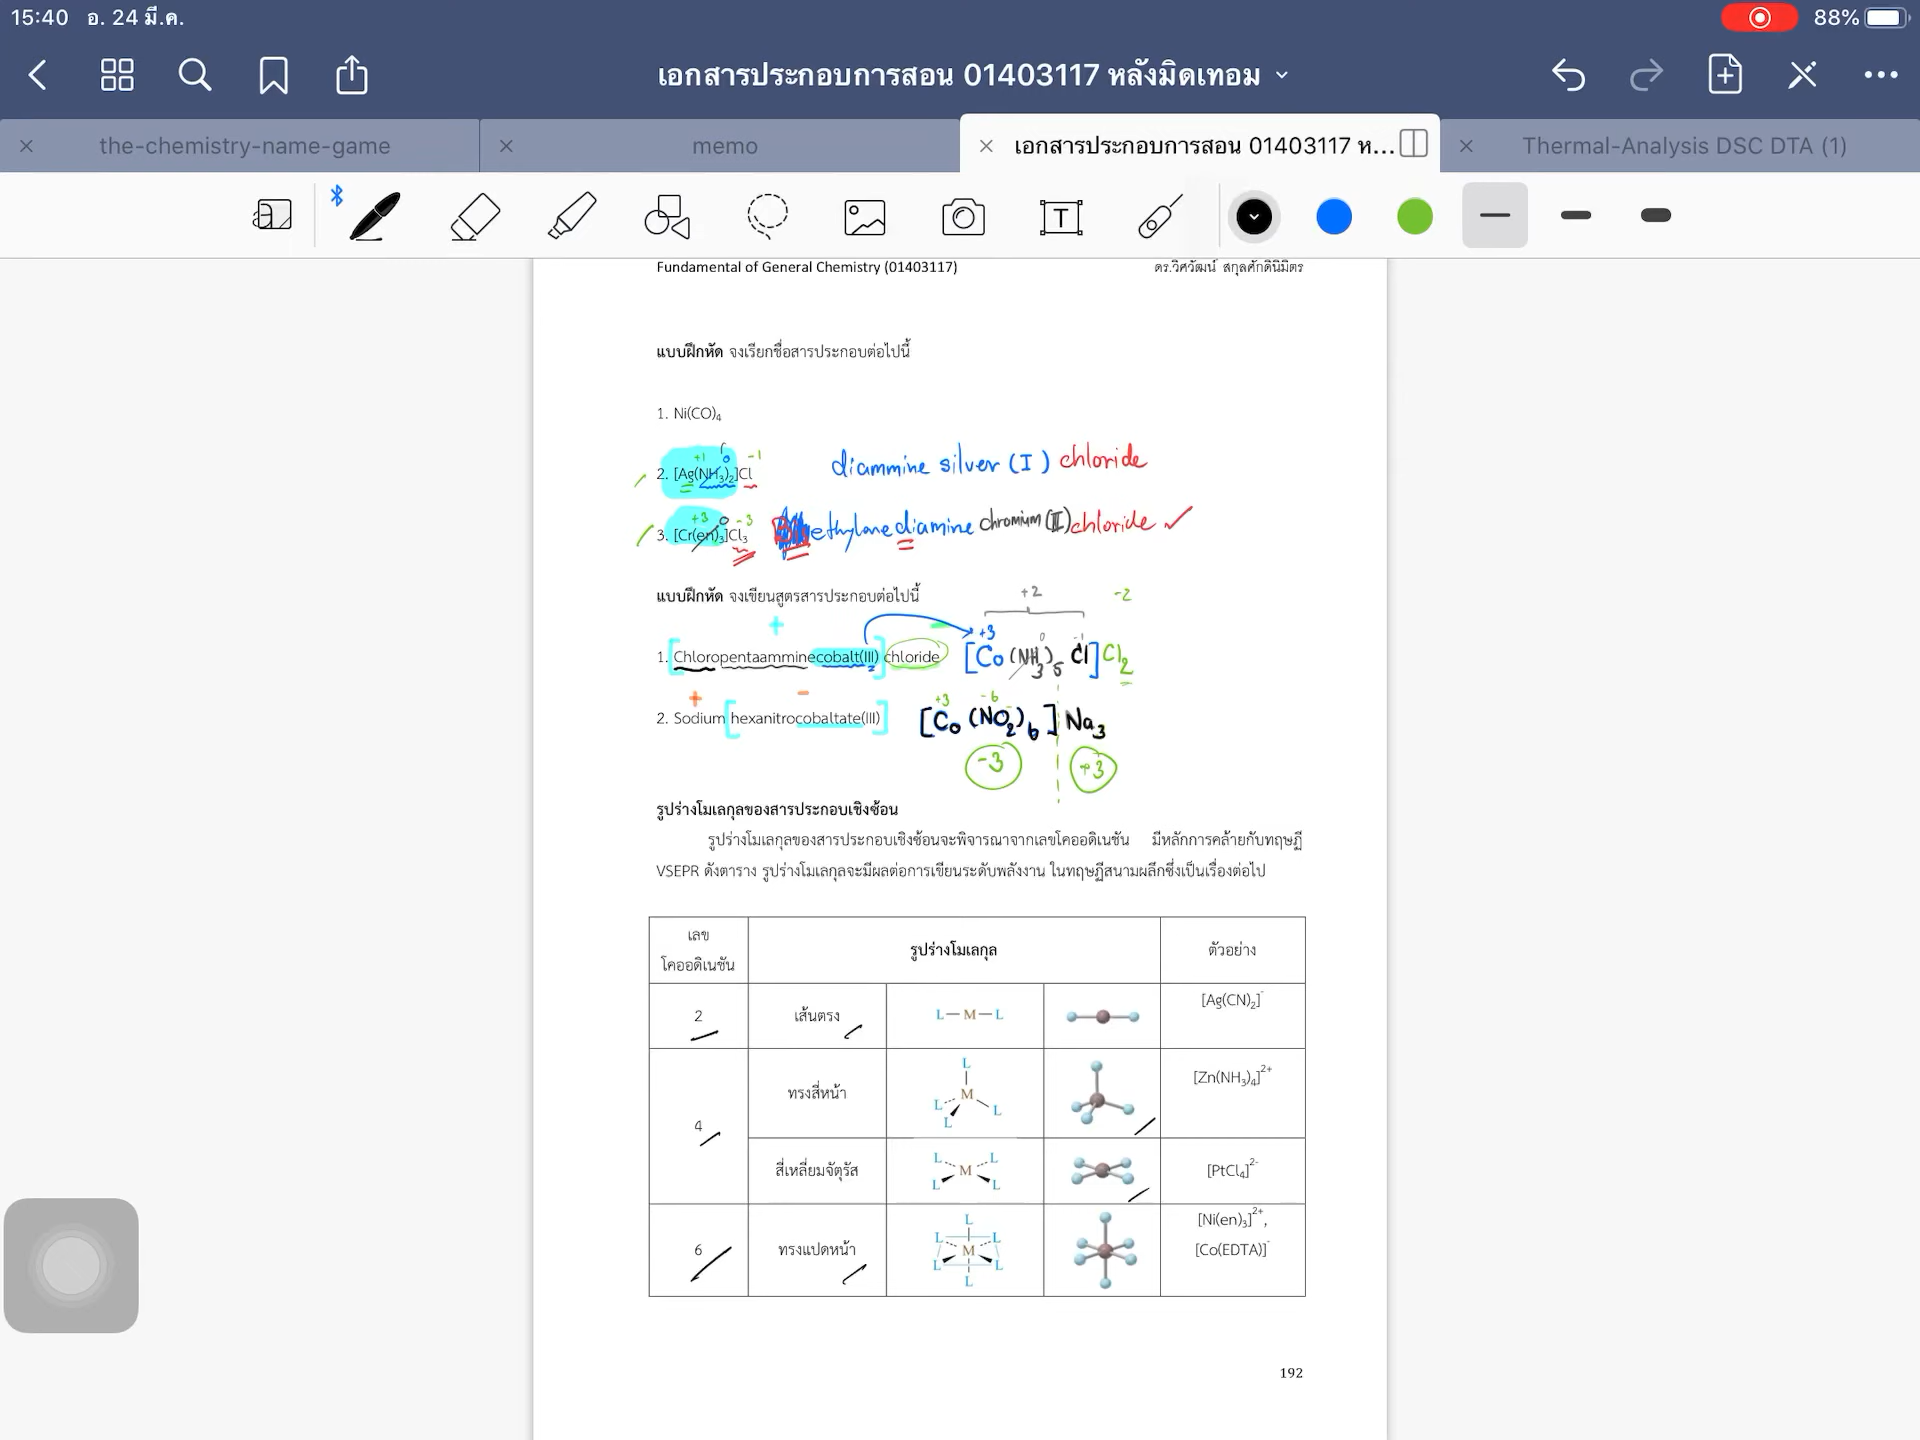 15:40 อ. 24 มี.ค.
88%
เอกสารประกอบการสอน 01403117 หลังมิดเทอม
the-chemistry-name-game
memo
เอกสารประกอบการสอน 01403117 ห...
Thermal-Analysis DSC DTA (1)
Fundamental of General Chemistry (01403117) ดร.วิศวัฒน์ สกุลศักดินิมิตร
แบบฝึกหัด จงเรียกชื่อสารประกอบต่อไปนี้
1. Ni(CO)₄
+1 0 -1
2. [Ag(NH₃)₂]Cl diammine silver (I) chloride
+3 0 -3
3. [Cr(en)₃]Cl₃ ethylenediamine chromium (III) chloride
แบบฝึกหัด จงเขียนสูตรสารประกอบต่อไปนี้ +2 -2
+ - +3 0 -1
1. [Chloropentaamminecobalt(III)] chloride [Co (NH₃)₅ Cl] Cl₂
+ - +3 -6
2. Sodium [hexanitrocobaltate(III)] [Co (NO₂⁻)₆] Na₃
-3 +3
รูปร่างโมเลกุลของสารประกอบเชิงซ้อน
รูปร่างโมเลกุลของสารประกอบเชิงซ้อนจะพิจารณาจากเลขโคออดิเนชัน มีหลักการคล้ายกับทฤษฎี
VSEPR ดังตาราง รูปร่างโมเลกุลจะมีผลต่อการเขียนระดับพลังงาน ในทฤษฎีสนามผลึกซึ่งเป็นเรื่องต่อไป
เลข
โคออดิเนชัน
รูปร่างโมเลกุล
ตัวอย่าง
2
เส้นตรง
L—M—L
[Ag(CN)₂]⁻
4
ทรงสี่หน้า
L
M
L L
L
[Zn(NH₃)₄]²⁺
สี่เหลี่ยมจัตุรัส
L L
M
L L
[PtCl₄]²⁻
6
ทรงแปดหน้า
L
L L
M
L L
L
[Ni(en)₃]²⁺,
[Co(EDTA)]⁻
192